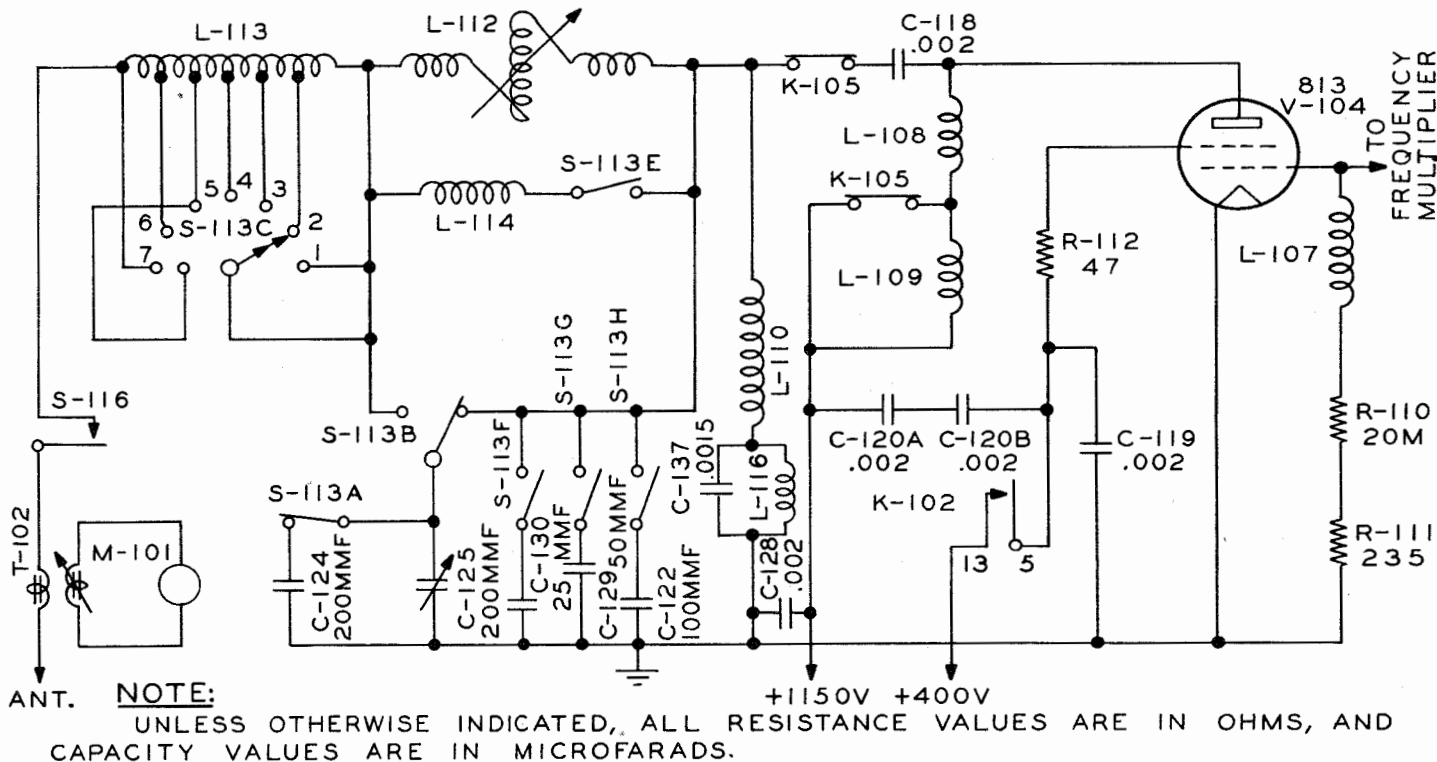 L-113
L-112
C-118
.002
K-105
813
V-104
TO
FREQUENCY
MULTIPLIER
L-108
S-113E
K-105
L-114
5 4 3
6 S-113C 2
7 1
R-112
47
L-107
L-109
S-113G
S-113H
L-110
S-116
S-113B
S-113F
C-120A
.002
C-120B
.002
C-119
.002
R-110
20M
C-137
.0015
L-116
K-102
S-113A
13 5
R-111
235
T-102
M-101
C-124
200MMF
C-125
200MMF
C-130
25 MMF
C-129
50MMF
C-122
100MMF
C-128
.002
ANT.
+1150V +400V
NOTE:
UNLESS OTHERWISE INDICATED, ALL RESISTANCE VALUES ARE IN OHMS, AND
CAPACITY VALUES ARE IN MICROFARADS.